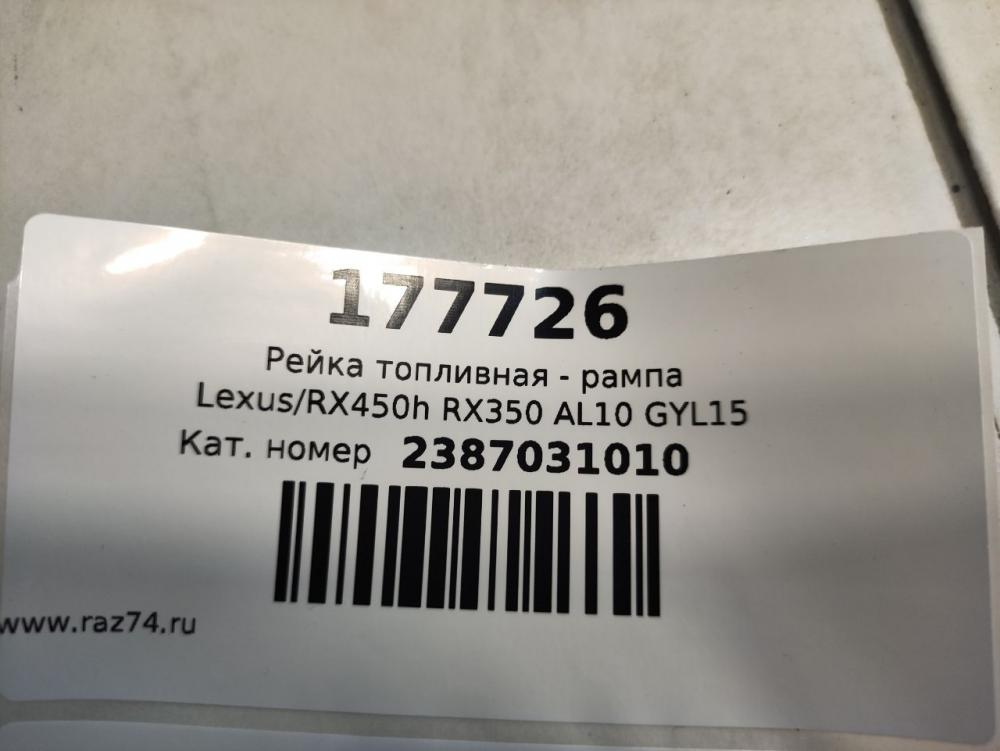 177726
Рейка топливная - рампа
Lexus/RX450h RX350 AL10 GYL15
Кат. номер 2387031010
www.raz74.ru